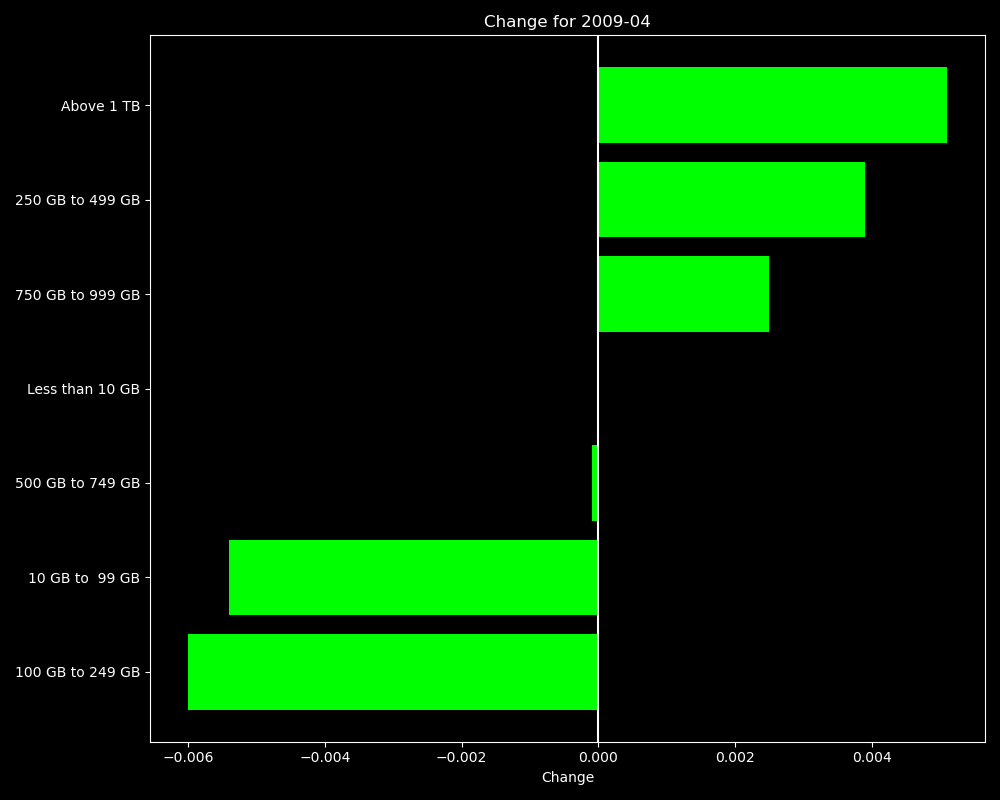 Change for 2009-04
Above 1 TB
250 GB to 499 GB
750 GB to 999 GB
Less than 10 GB
500 GB to 749 GB
10 GB to  99 GB
100 GB to 249 GB
−0.006 −0.004 −0.002 0.000 0.002 0.004
Change